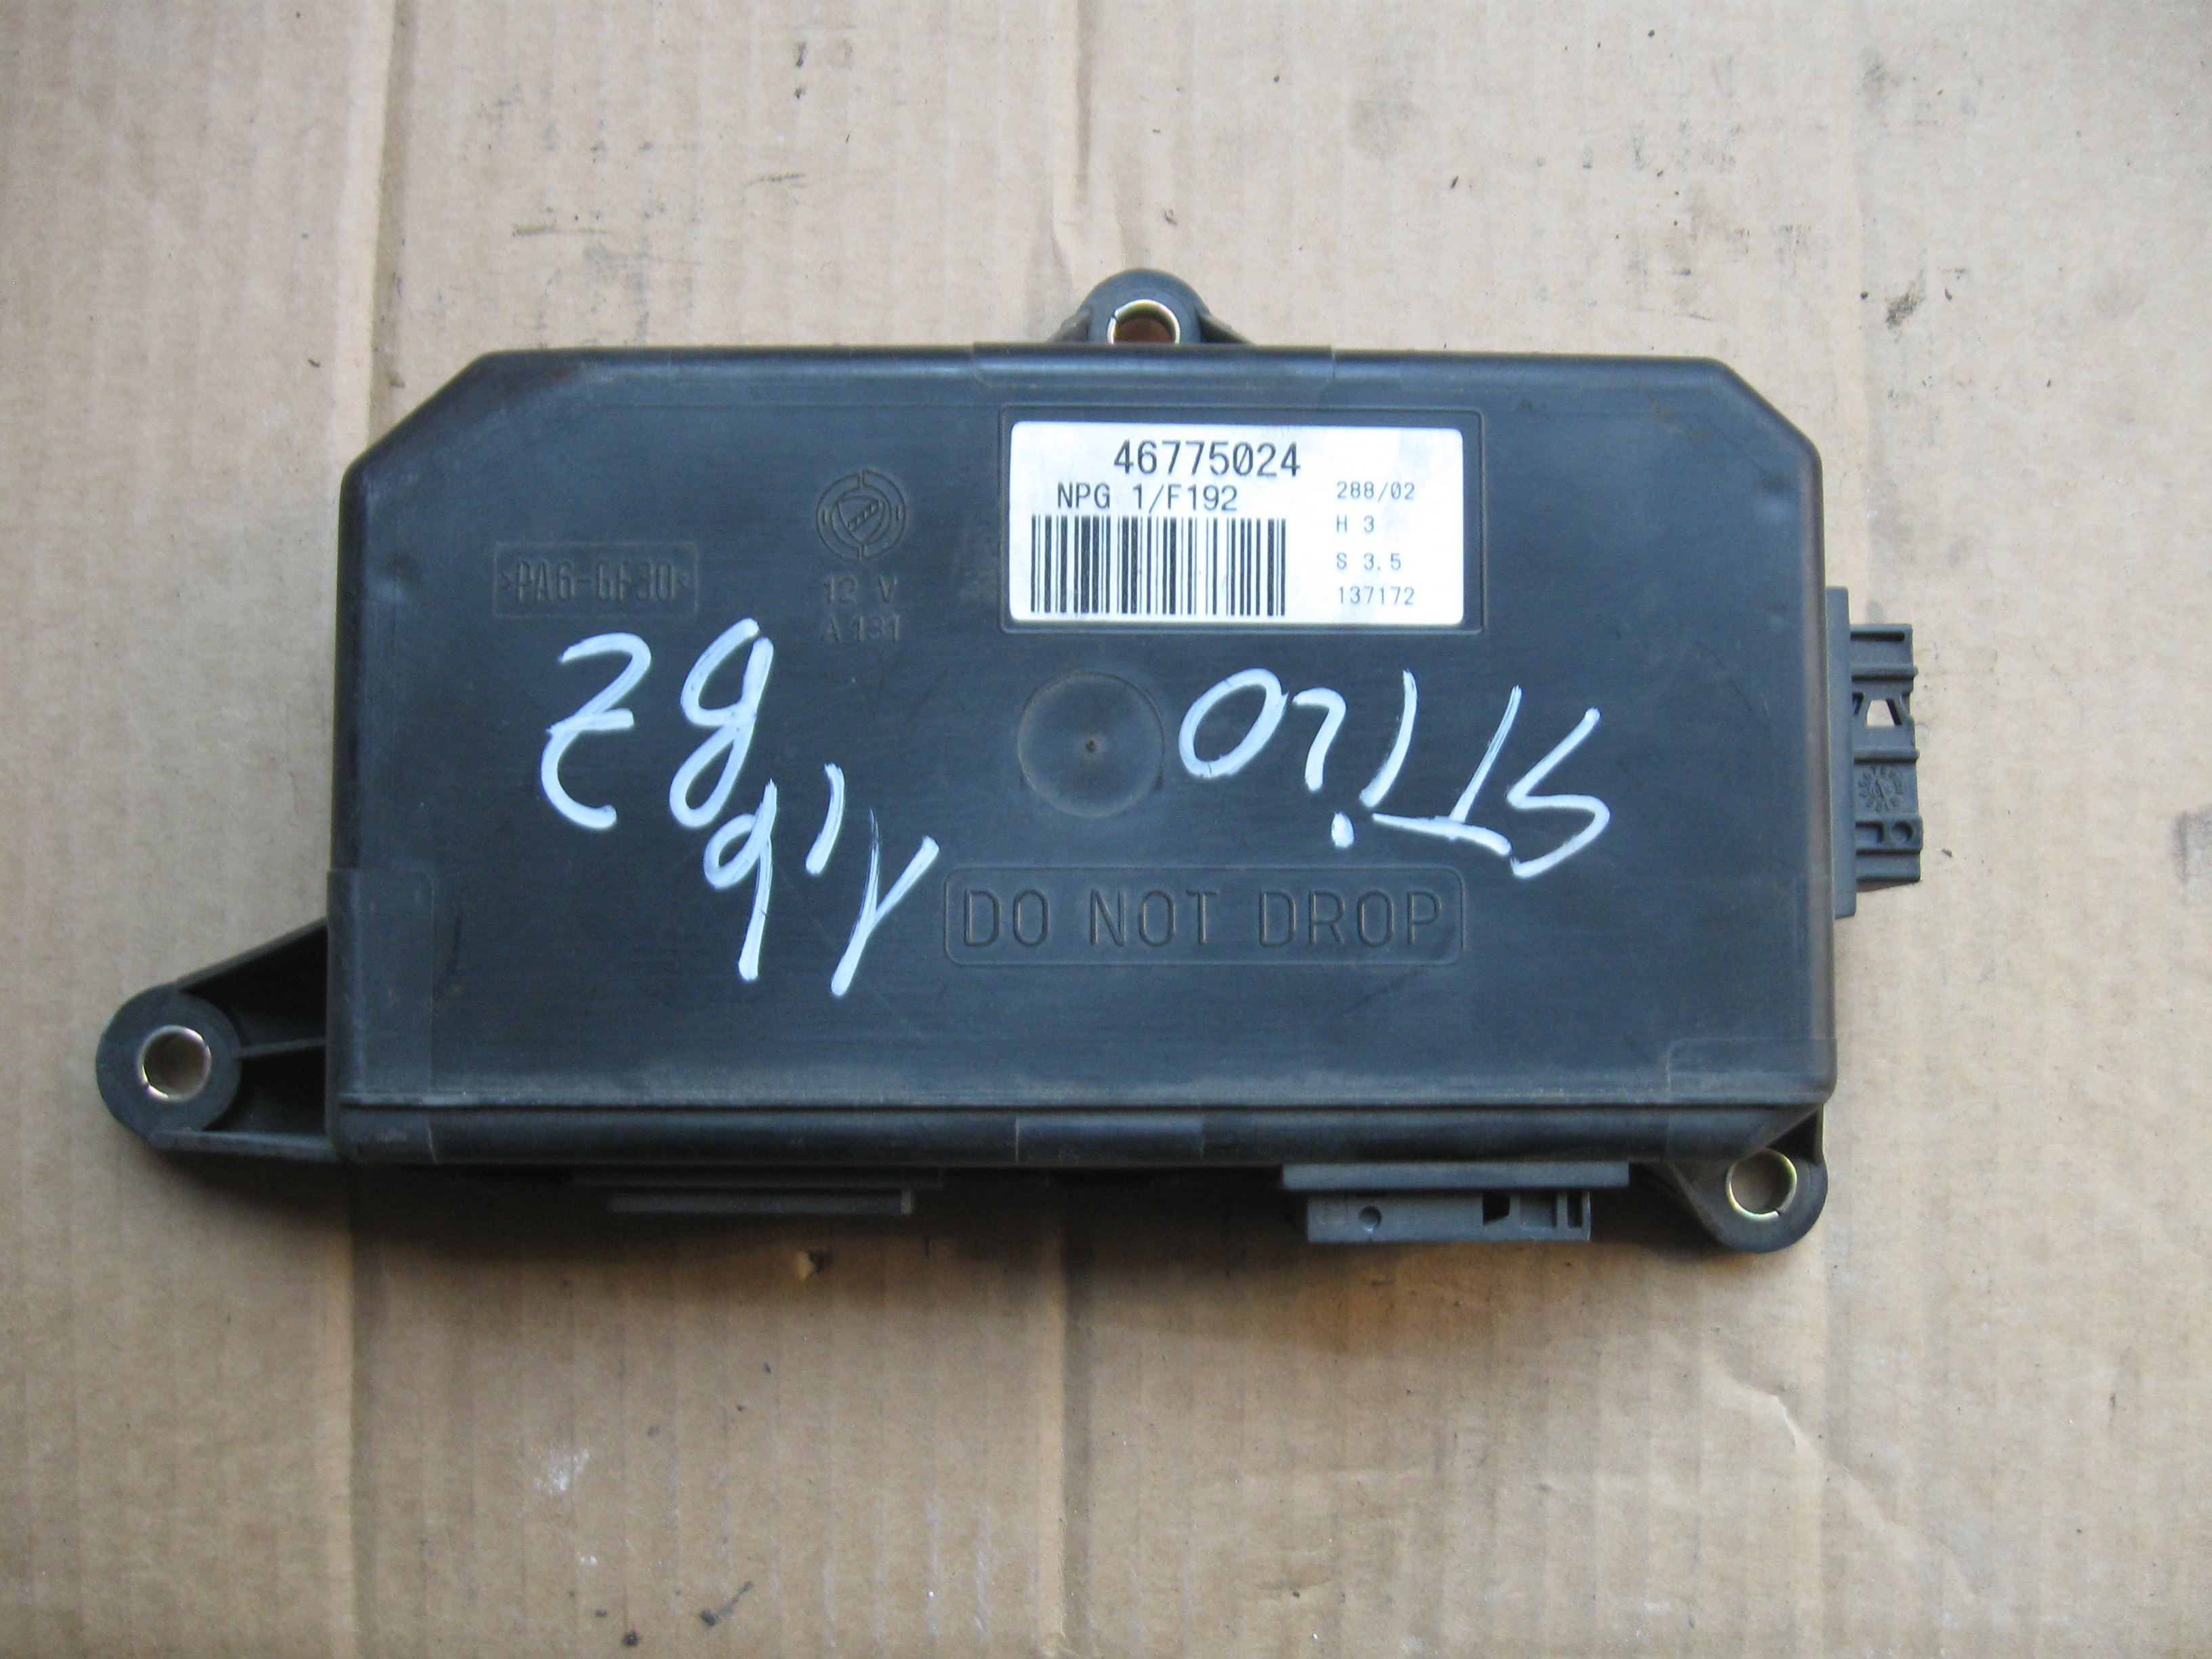 46775024
NPG 1/F192
288/02
H 3
S 3.5
137172
>PA6-GF30<
12 V
A 131
DO NOT DROP
STilO
1,6
B2